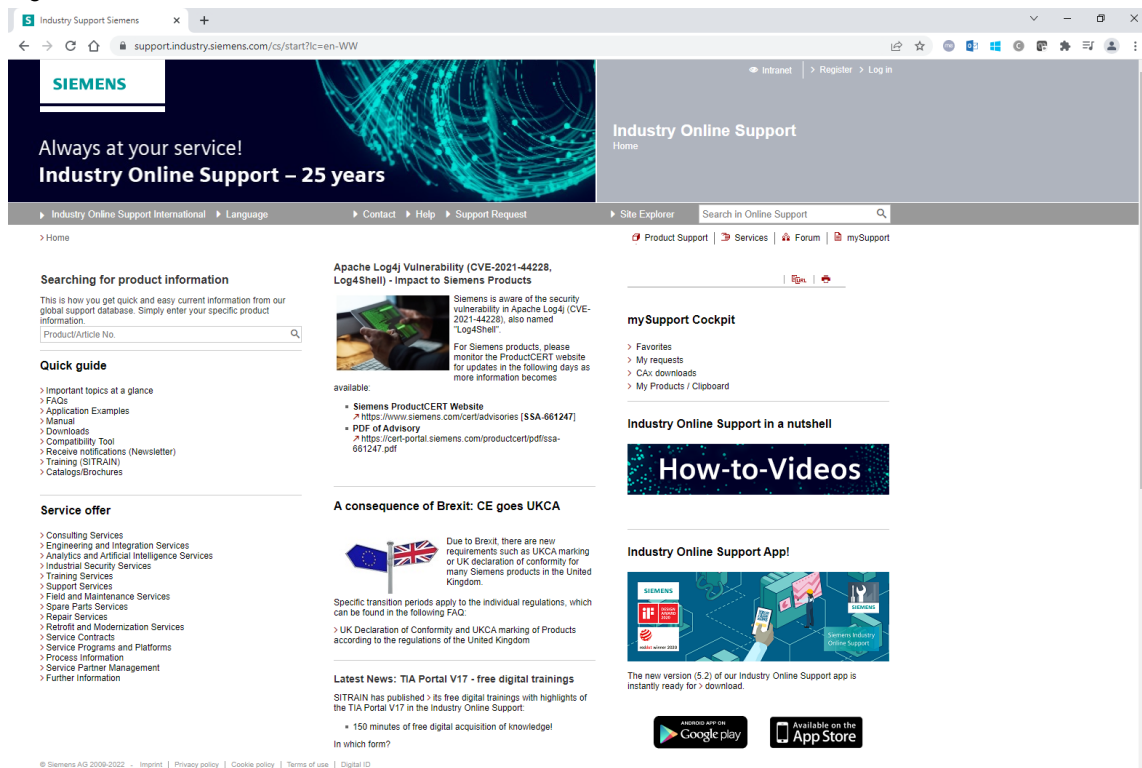 Industry Support Siemens
support.industry.siemens.com/cs/start?lc=en-WW
SIEMENS
Always at your service!
Industry Online Support – 25 years
Intranet
> Register > Log in
Industry Online Support
Home
Industry Online Support International Language
Contact Help Support Request
Site Explorer
Search in Online Support
> Home
Product Support | Services | Forum | mySupport
Searching for product information
This is how you get quick and easy current information from our
global support database. Simply enter your specific product
information.
Product/Article No.
Quick guide
> Important topics at a glance
> FAQs
> Application Examples
> Manual
> Downloads
> Compatibility Tool
> Receive notifications (Newsletter)
> Training (SITRAIN)
> Catalogs/Brochures
Service offer
> Consulting Services
> Engineering and Integration Services
> Analytics and Artificial Intelligence Services
> Industrial Security Services
> Training Services
> Support Services
> Field and Maintenance Services
> Spare Parts Services
> Repair Services
> Retrofit and Modernization Services
> Service Contracts
> Service Programs and Platforms
> Process Information
> Service Partner Management
> Further Information
Apache Log4j Vulnerability (CVE-2021-44228,
Log4Shell) - Impact to Siemens Products
Siemens is aware of the security
vulnerability in Apache Log4j (CVE-
2021-44228), also named
"Log4Shell".
For Siemens products, please
monitor the ProductCERT website
for updates in the following days as
more information becomes
available:
Siemens ProductCERT Website
https://www.siemens.com/cert/advisories [SSA-661247]
PDF of Advisory
https://cert-portal.siemens.com/productcert/pdf/ssa-
661247.pdf
A consequence of Brexit: CE goes UKCA
Due to Brexit, there are new
requirements such as UKCA marking
or UK declaration of conformity for
many Siemens products in the United
Kingdom.
Specific transition periods apply to the individual regulations, which
can be found in the following FAQ:
> UK Declaration of Conformity and UKCA marking of Products
according to the regulations of the United Kingdom
Latest News: TIA Portal V17 - free digital trainings
SITRAIN has published > its free digital trainings with highlights of
the TIA Portal V17 in the Industry Online Support:
150 minutes of free digital acquisition of knowledge!
In which form?
mySupport Cockpit
> Favorites
> My requests
> CAx downloads
> My Products / Clipboard
Industry Online Support in a nutshell
How-to-Videos
Industry Online Support App!
SIEMENS
DESIGN
AWARD
2020
reddot winner 2020
SIEMENS
Siemens Industry
Online Support
The new version (5.2) of our Industry Online Support app is
instantly ready for > download.
ANDROID APP ON
Google play
Available on the
App Store
© Siemens AG 2009-2022 - Imprint | Privacy policy | Cookie policy | Terms of use | Digital ID